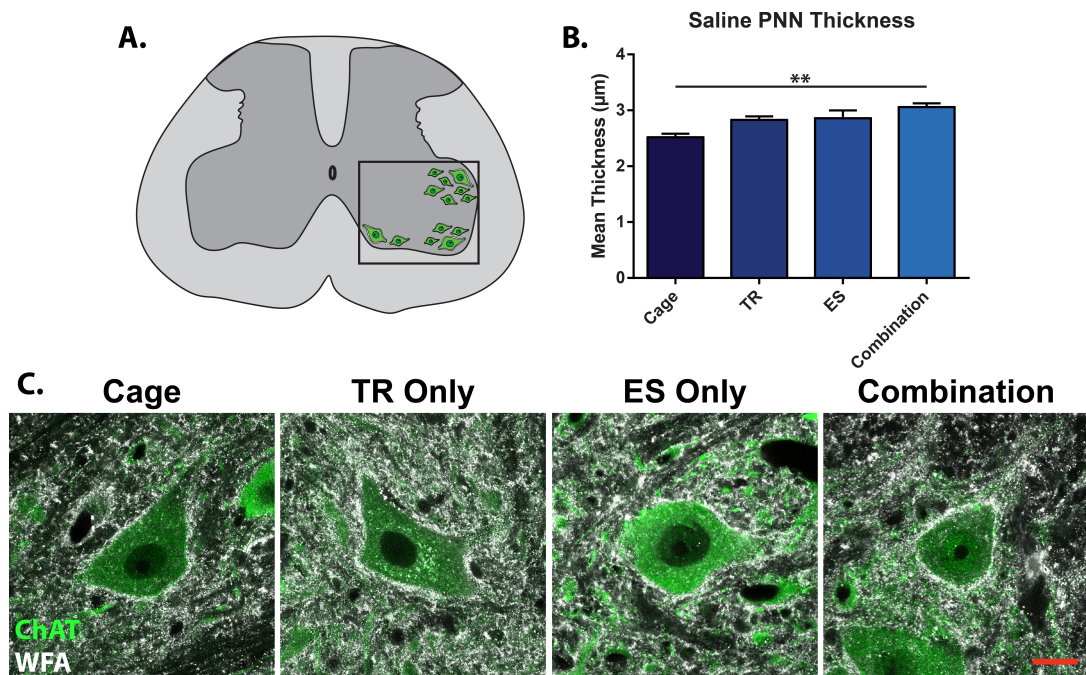 A.
B.
Saline PNN Thickness
**
Mean Thickness (µm)
4
3
2
1
0
Cage
TR
ES
Combination
C.
Cage
TR Only
ES Only
Combination
ChAT
WFA